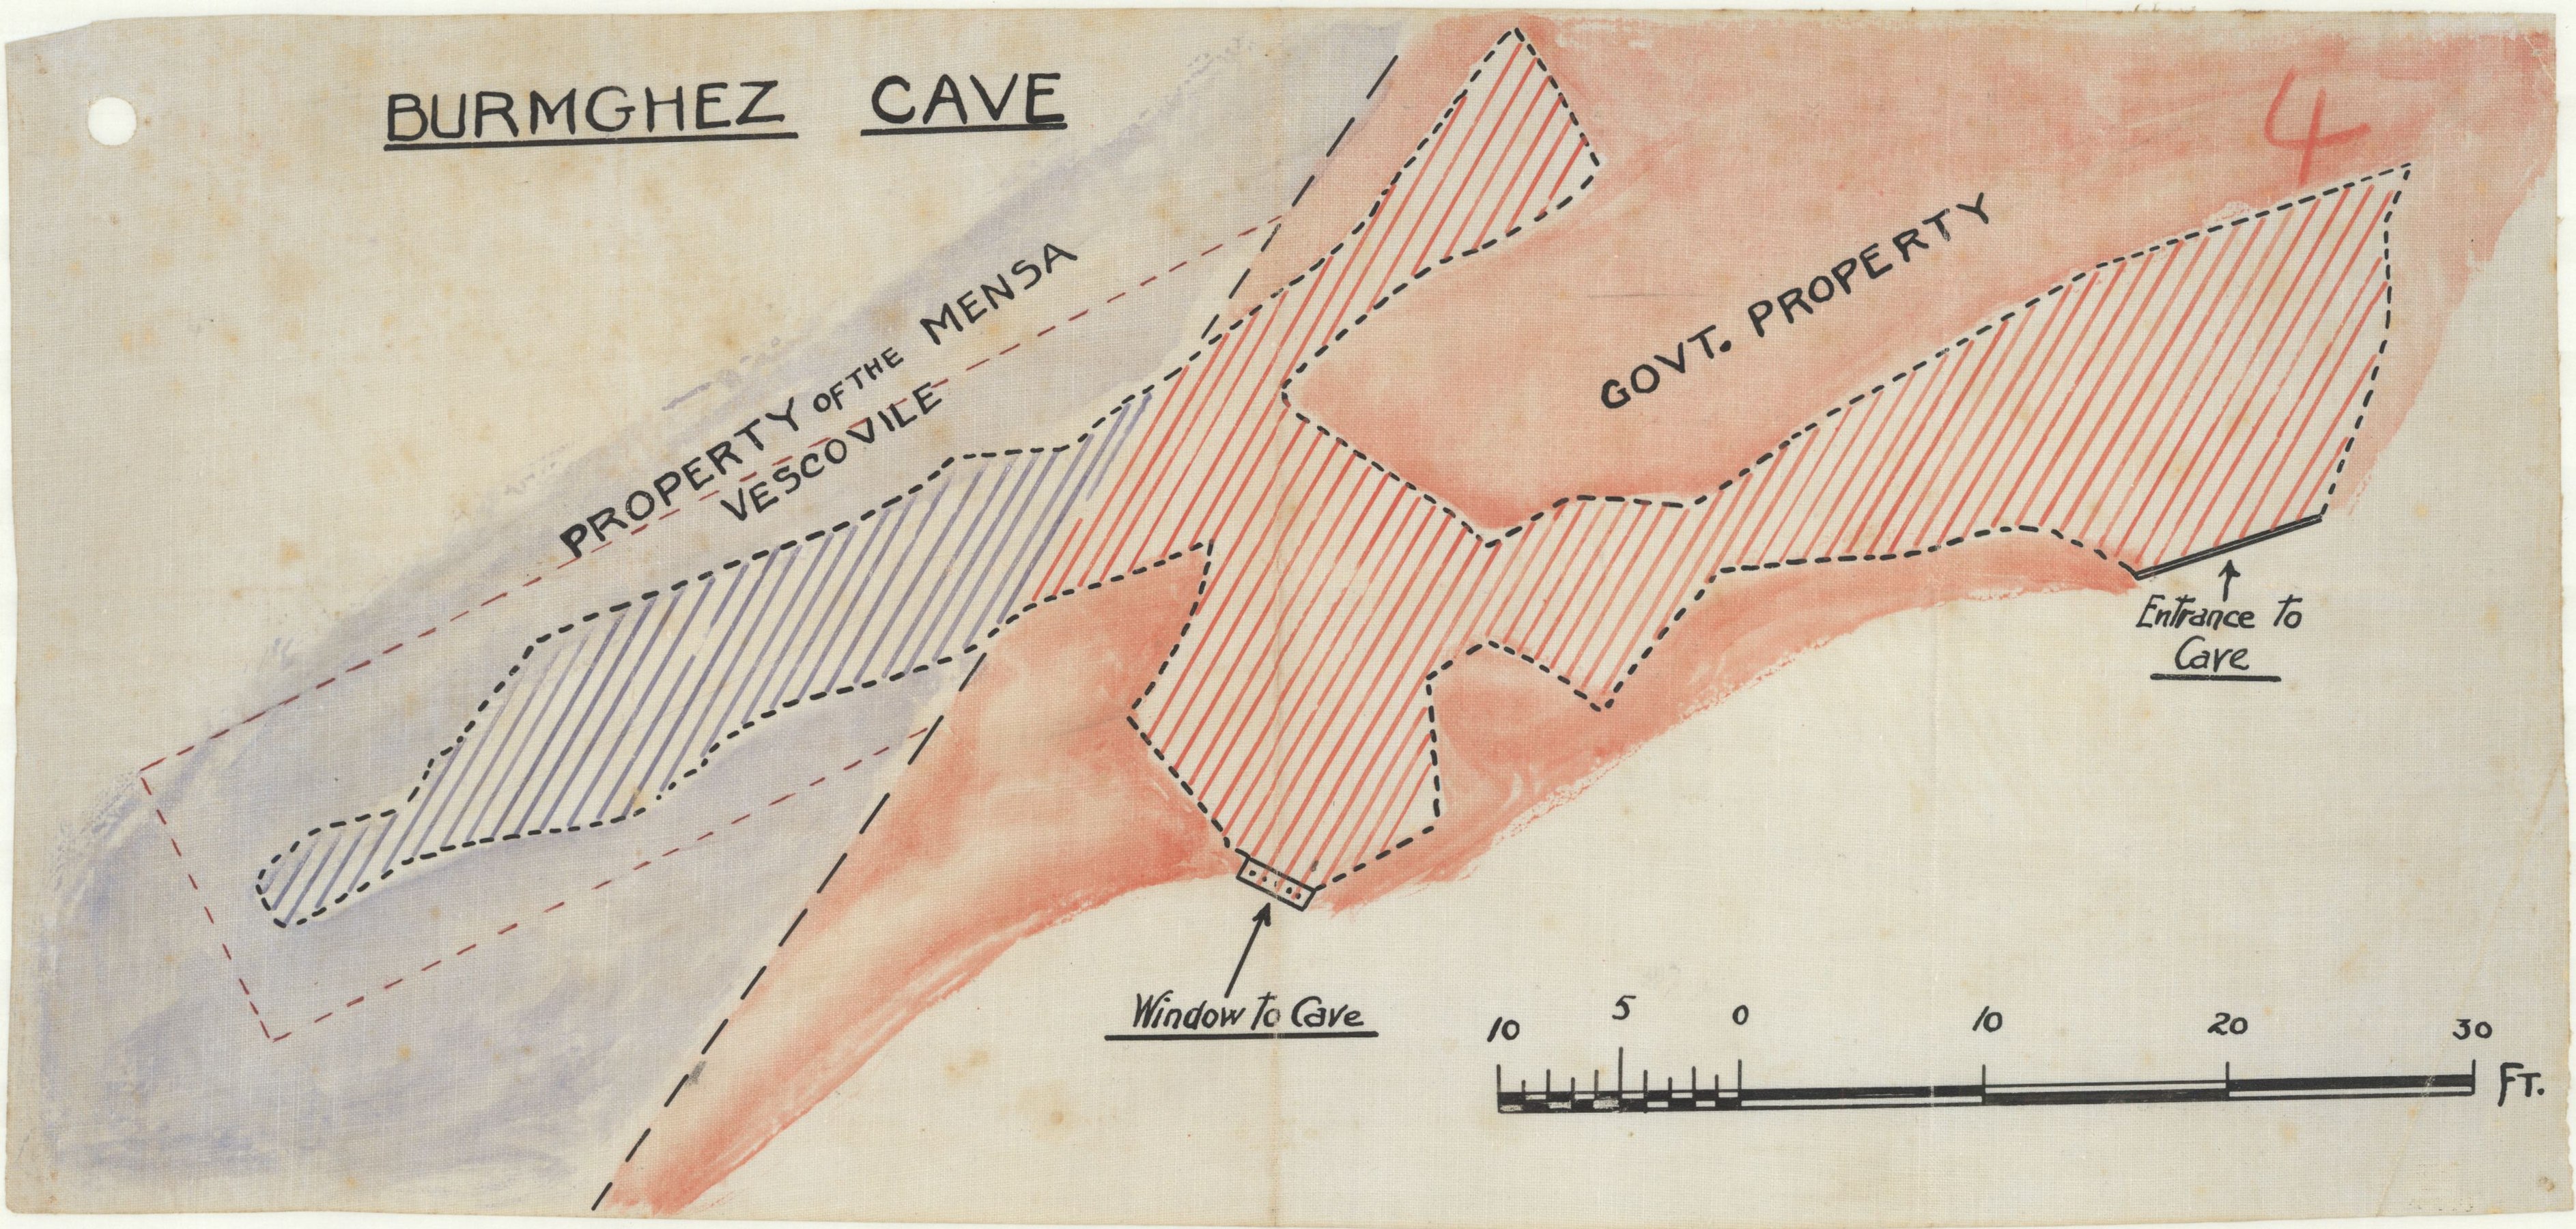 BURMGHEZ CAVE
4
PROPERTY OF THE MENSA
VESCOVILE
GOVT. PROPERTY
Entrance to
Cave
Window to Cave
10 5 0 10 20 30 FT.